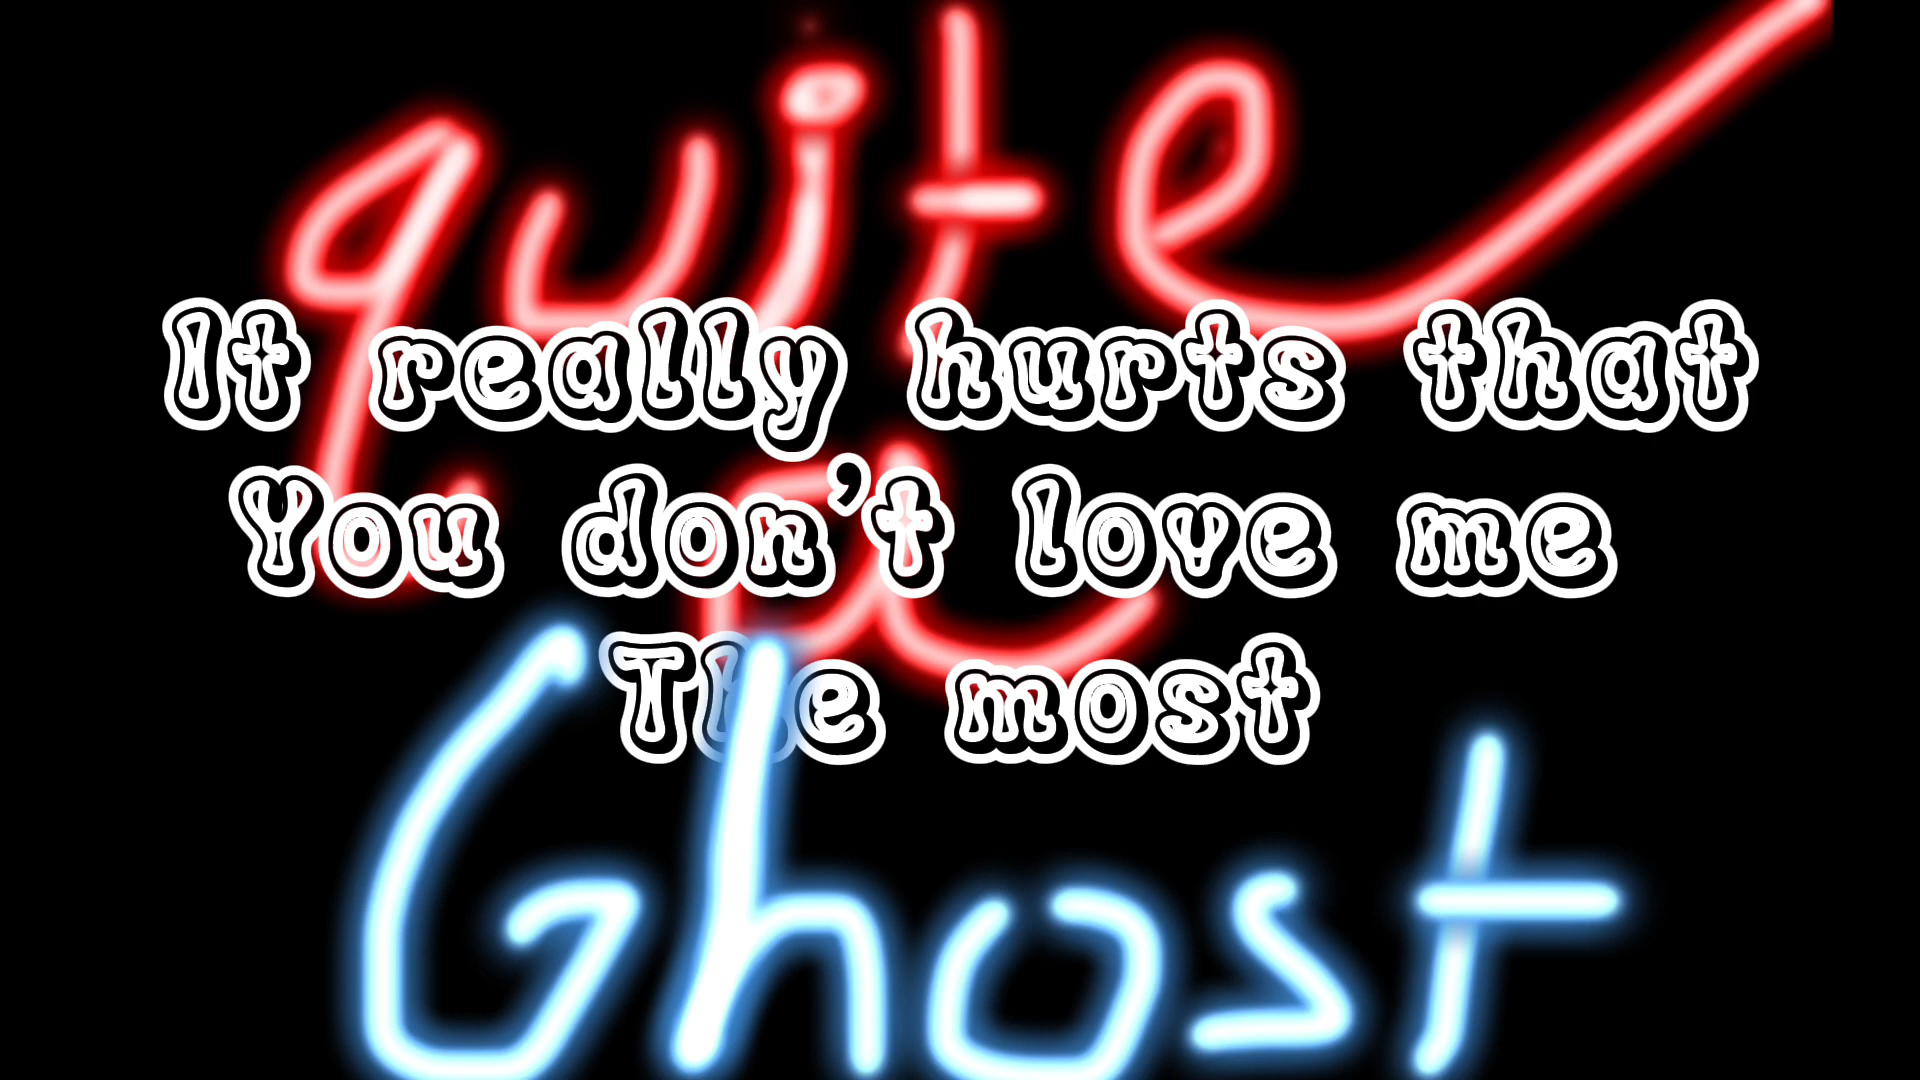 quite
It really hurts that
You don't love me
a
The most
Ghost